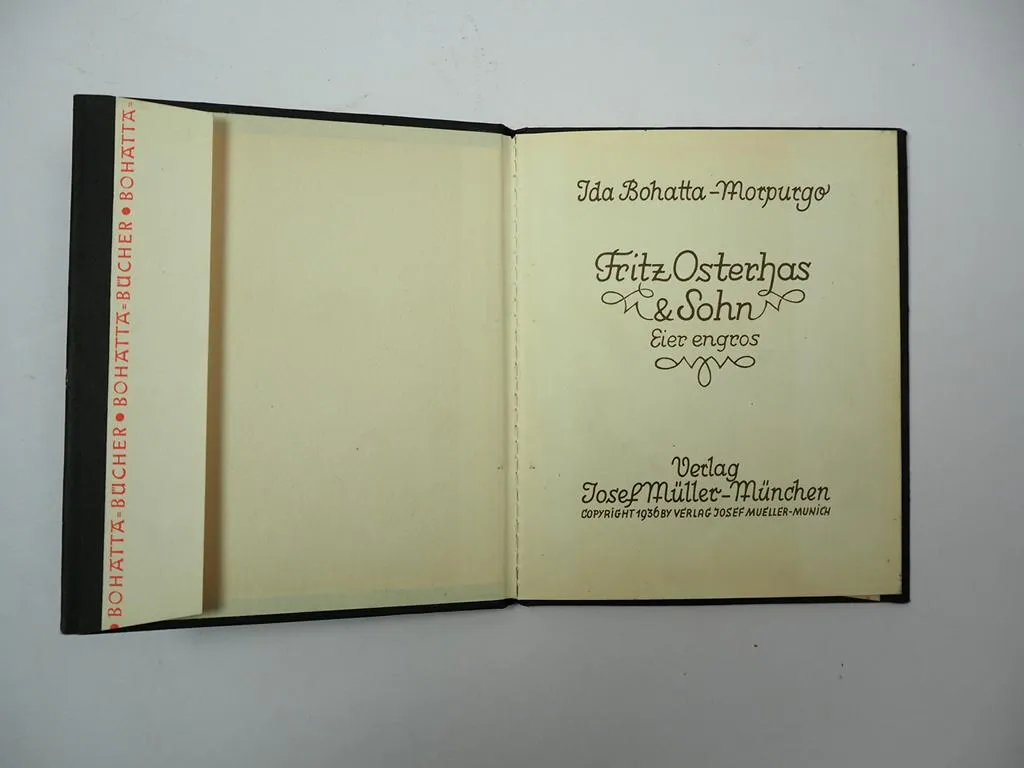 • BOHATTA=BÜCHER • BOHATTA=BÜCHER • BOHATTA=
Ida Bohatta-Morpurgo
Fritz Osterhas
& Sohn
Eier engros
Verlag
Josef Müller-München
COPYRIGHT 1936 BY VERLAG JOSEF MUELLER-MUNICH